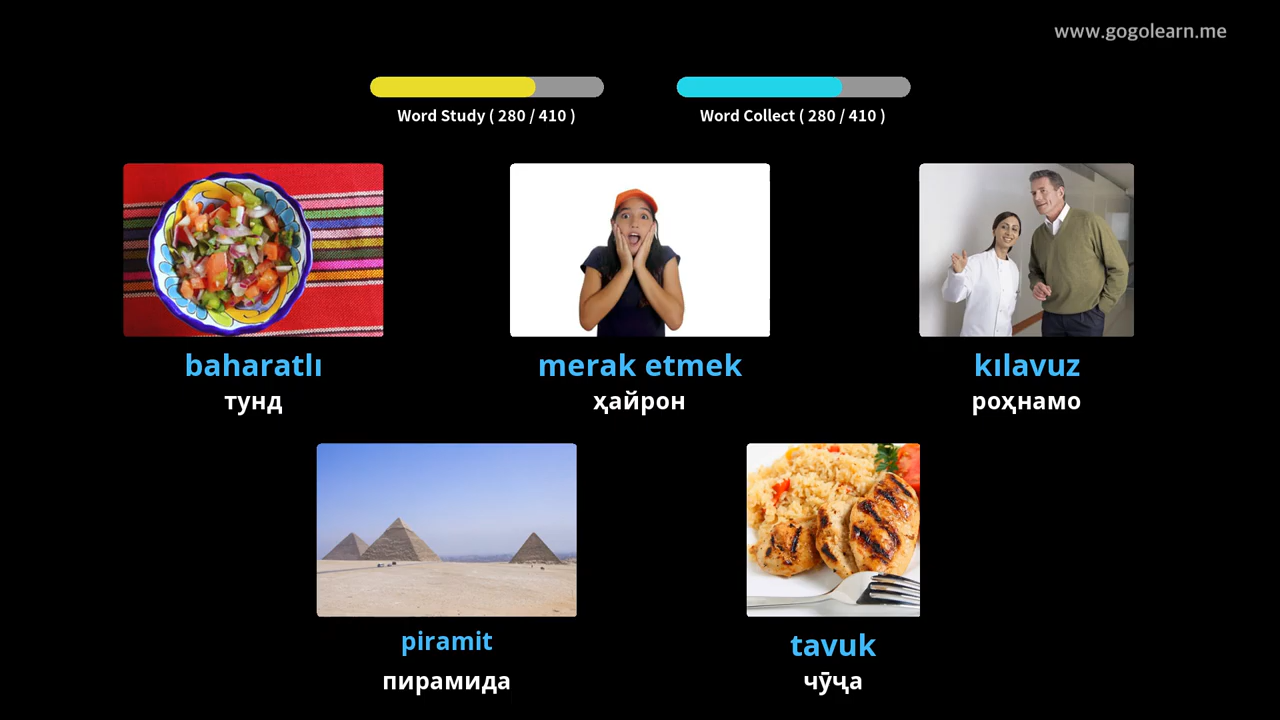 www.gogolearn.me
Word Study ( 280 / 410 )
Word Collect ( 280 / 410 )
baharatlı
тунд
merak etmek
ҳайрон
kılavuz
роҳнамо
piramit
пирамида
tavuk
чӯҷа